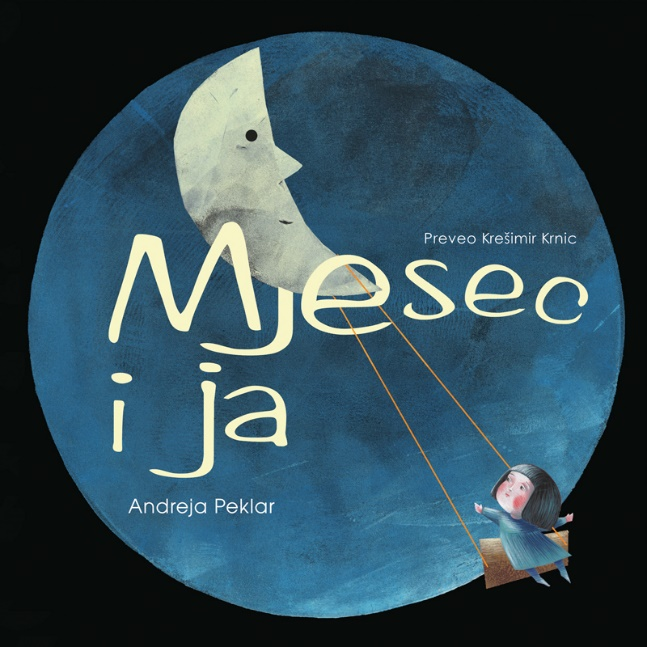 Preveo Krešimir Krnic
Mjesec
i ja
Andreja Peklar